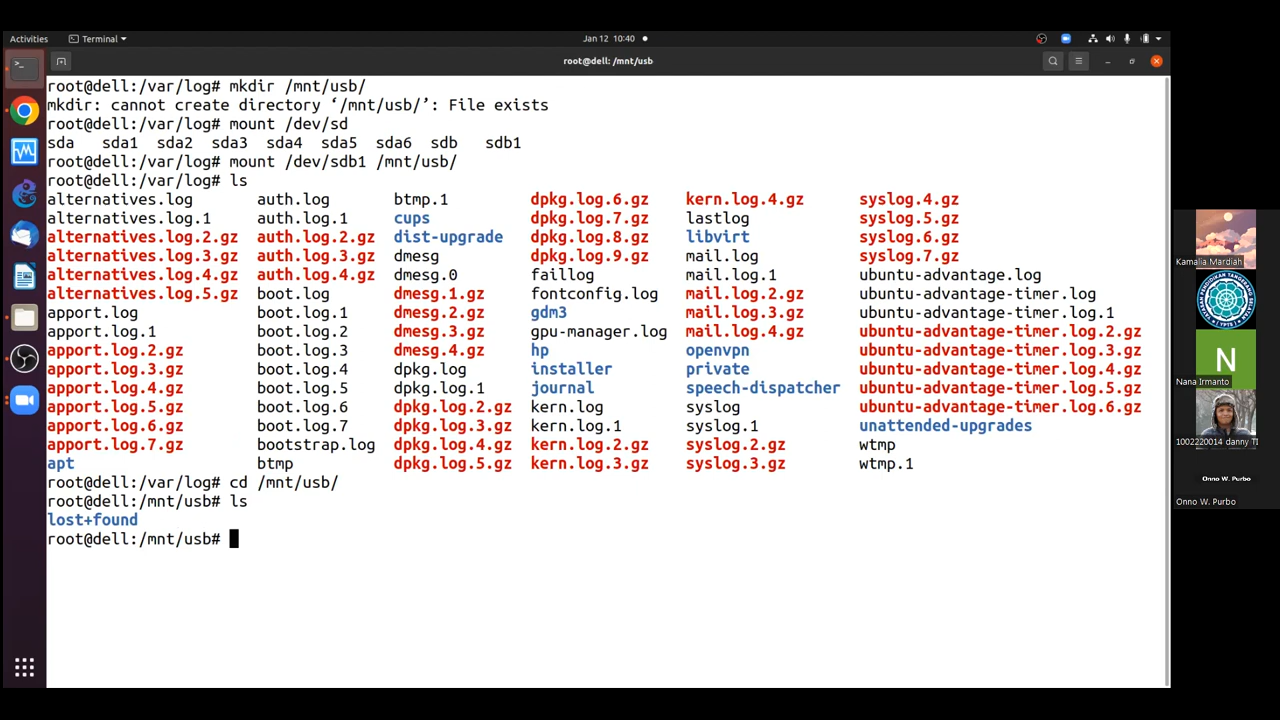 Activities Terminal Jan 12 10:40
root@dell: /mnt/usb
root@dell:/var/log# mkdir /mnt/usb/
mkdir: cannot create directory ‘/mnt/usb/’: File exists
root@dell:/var/log# mount /dev/sd
sda sda1 sda2 sda3 sda4 sda5 sda6 sdb sdb1
root@dell:/var/log# mount /dev/sdb1 /mnt/usb/
root@dell:/var/log# ls
alternatives.log auth.log btmp.1 dpkg.log.6.gz kern.log.4.gz syslog.4.gz
alternatives.log.1 auth.log.1 cups dpkg.log.7.gz lastlog syslog.5.gz
alternatives.log.2.gz auth.log.2.gz dist-upgrade dpkg.log.8.gz libvirt syslog.6.gz
alternatives.log.3.gz auth.log.3.gz dmesg dpkg.log.9.gz mail.log syslog.7.gz
alternatives.log.4.gz auth.log.4.gz dmesg.0 faillog mail.log.1 ubuntu-advantage.log
alternatives.log.5.gz boot.log dmesg.1.gz fontconfig.log mail.log.2.gz ubuntu-advantage-timer.log
apport.log boot.log.1 dmesg.2.gz gdm3 mail.log.3.gz ubuntu-advantage-timer.log.1
apport.log.1 boot.log.2 dmesg.3.gz gpu-manager.log mail.log.4.gz ubuntu-advantage-timer.log.2.gz
apport.log.2.gz boot.log.3 dmesg.4.gz hp openvpn ubuntu-advantage-timer.log.3.gz
apport.log.3.gz boot.log.4 dpkg.log installer private ubuntu-advantage-timer.log.4.gz
apport.log.4.gz boot.log.5 dpkg.log.1 journal speech-dispatcher ubuntu-advantage-timer.log.5.gz
apport.log.5.gz boot.log.6 dpkg.log.2.gz kern.log syslog ubuntu-advantage-timer.log.6.gz
apport.log.6.gz boot.log.7 dpkg.log.3.gz kern.log.1 syslog.1 unattended-upgrades
apport.log.7.gz bootstrap.log dpkg.log.4.gz kern.log.2.gz syslog.2.gz wtmp
apt btmp dpkg.log.5.gz kern.log.3.gz syslog.3.gz wtmp.1
root@dell:/var/log# cd /mnt/usb/
root@dell:/mnt/usb# ls
lost+found
root@dell:/mnt/usb#
Kamalia Mardiah
N
Nana Irmanto
1002220014 danny TI
Onno W. Purbo
Onno W. Purbo